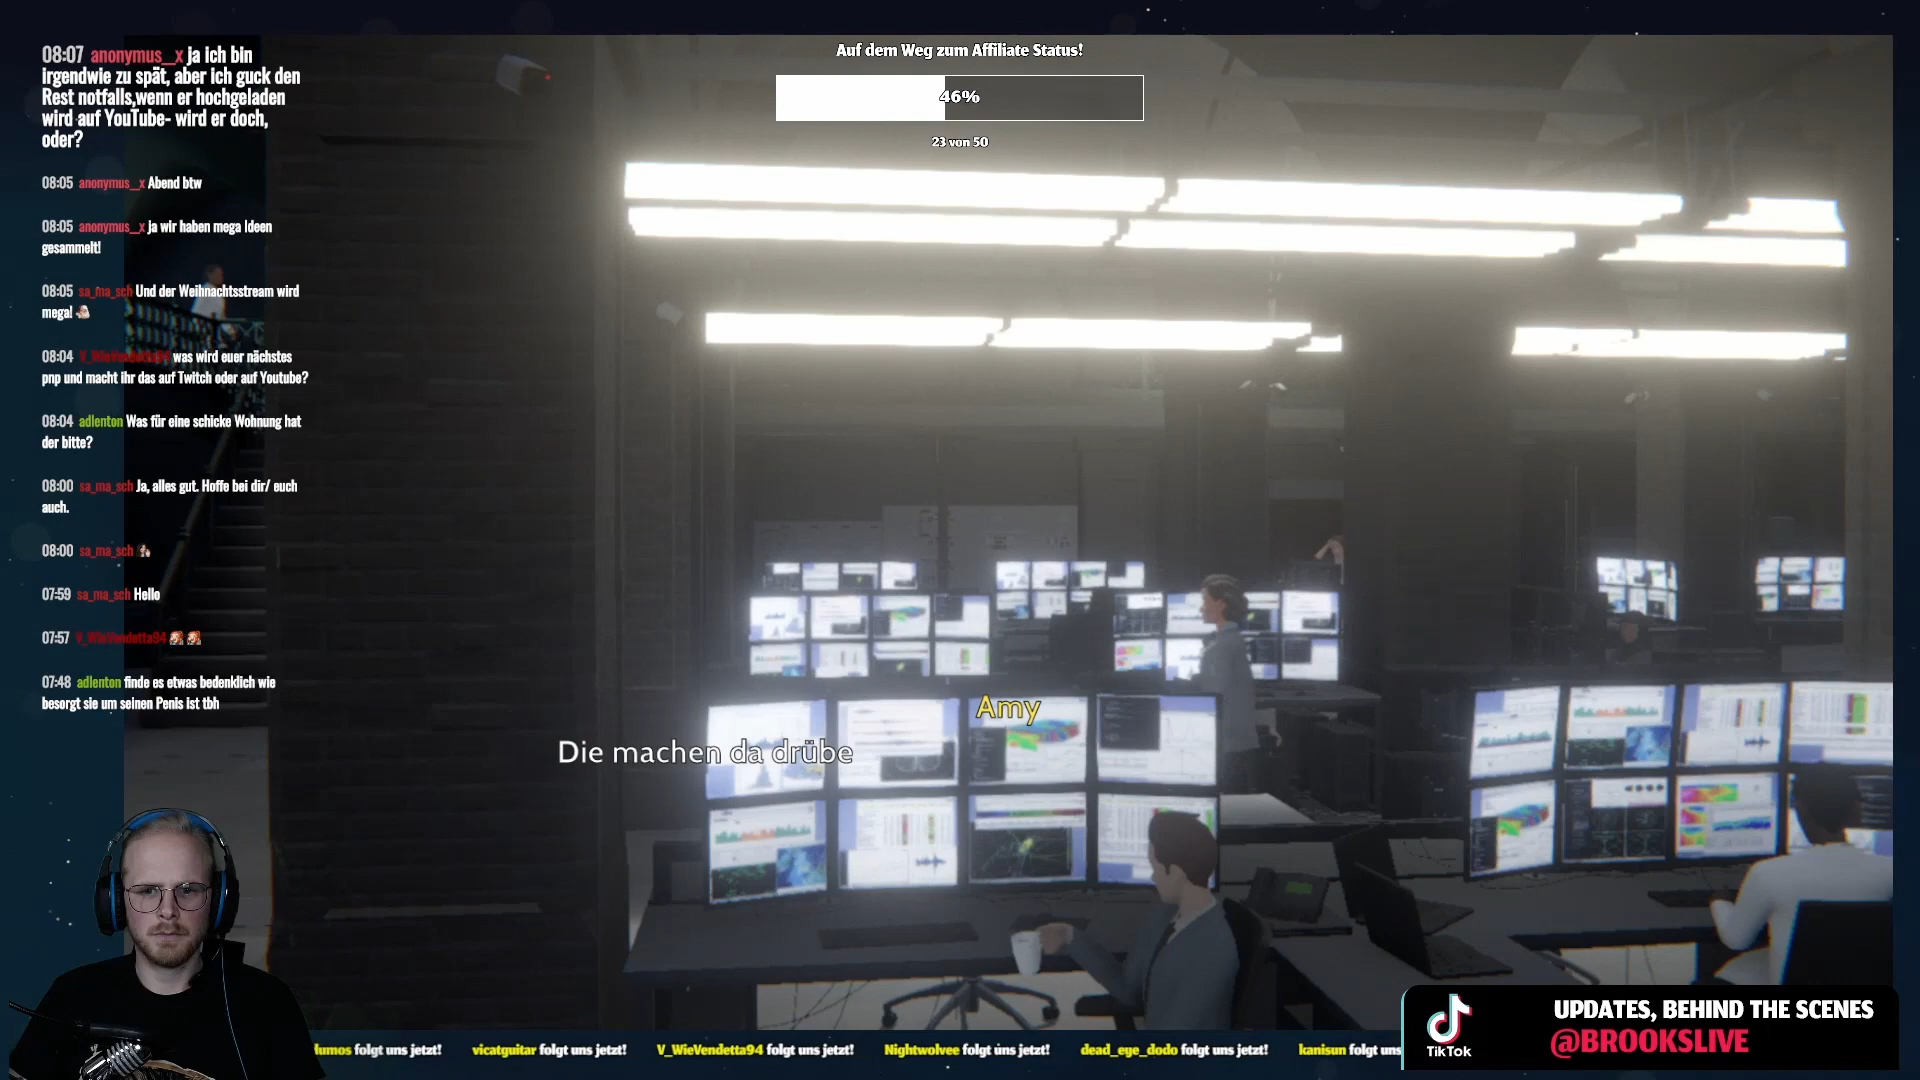 Auf dem Weg zum Affiliate Status!
46%
23 von 50
08:07 anonymus__x ja ich bin
irgendwie zu spät, aber ich guck den
Rest notfalls,wenn er hochgeladen
wird auf YouTube- wird er doch,
oder?
08:05 anonymus__x Abend btw
08:05 anonymus__x ja wir haben mega Ideen
gesammelt!
08:05 sa_ma_sch Und der Weihnachtsstream wird
mega!
08:04 V_WieVendetta94 was wird euer nächstes
pnp und macht ihr das auf Twitch oder auf Youtube?
08:04 adlenton Was für eine schicke Wohnung hat
der bitte?
08:00 sa_ma_sch Ja, alles gut. Hoffe bei dir/ euch
auch.
08:00 sa_ma_sch
07:59 sa_ma_sch Hello
07:57 V_WieVendetta94
07:48 adlenton finde es etwas bedenklich wie
besorgt sie um seinen Penis ist tbh
Amy
Die machen da drübe
UPDATES, BEHIND THE SCENES
@BROOKSLIVE
TikTok
folgt uns jetzt! vicatguitar folgt uns jetzt! V_WieVendetta94 folgt uns jetzt! Nightwolvee folgt uns jetzt! dead_eye_dodo folgt uns jetzt! kanisun folgt uns